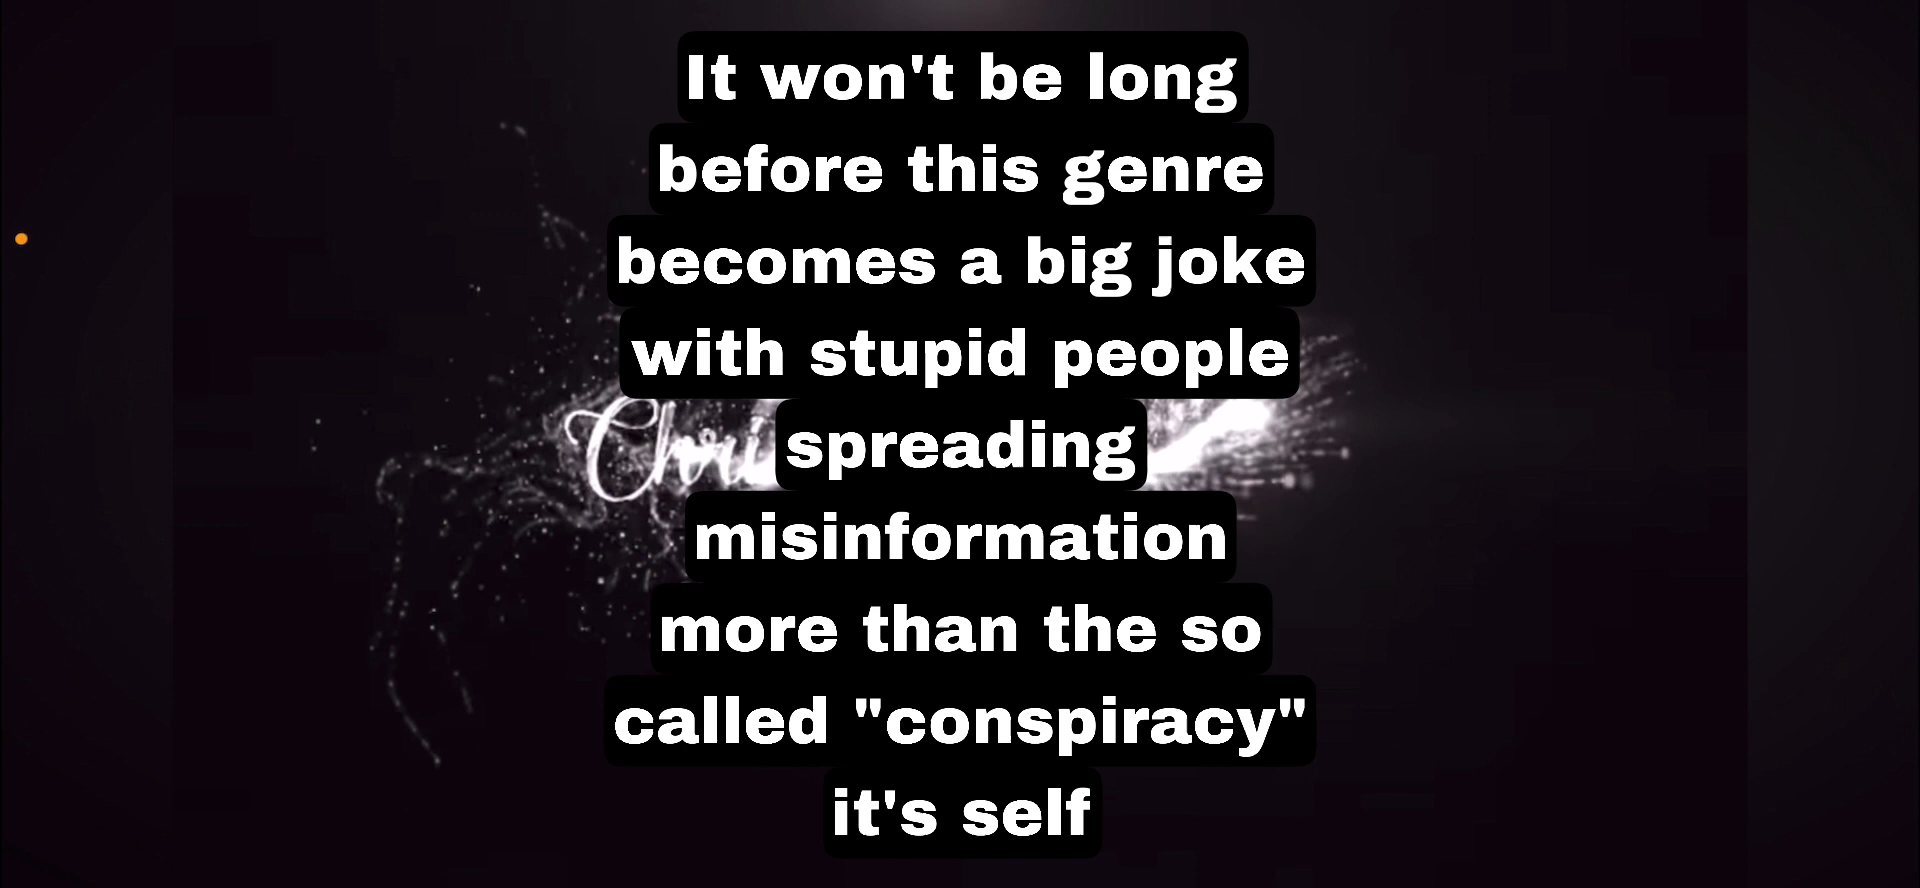 It won't be long
before this genre
becomes a big joke
with stupid people
spreading
misinformation
more than the so
called "conspiracy"
it's self